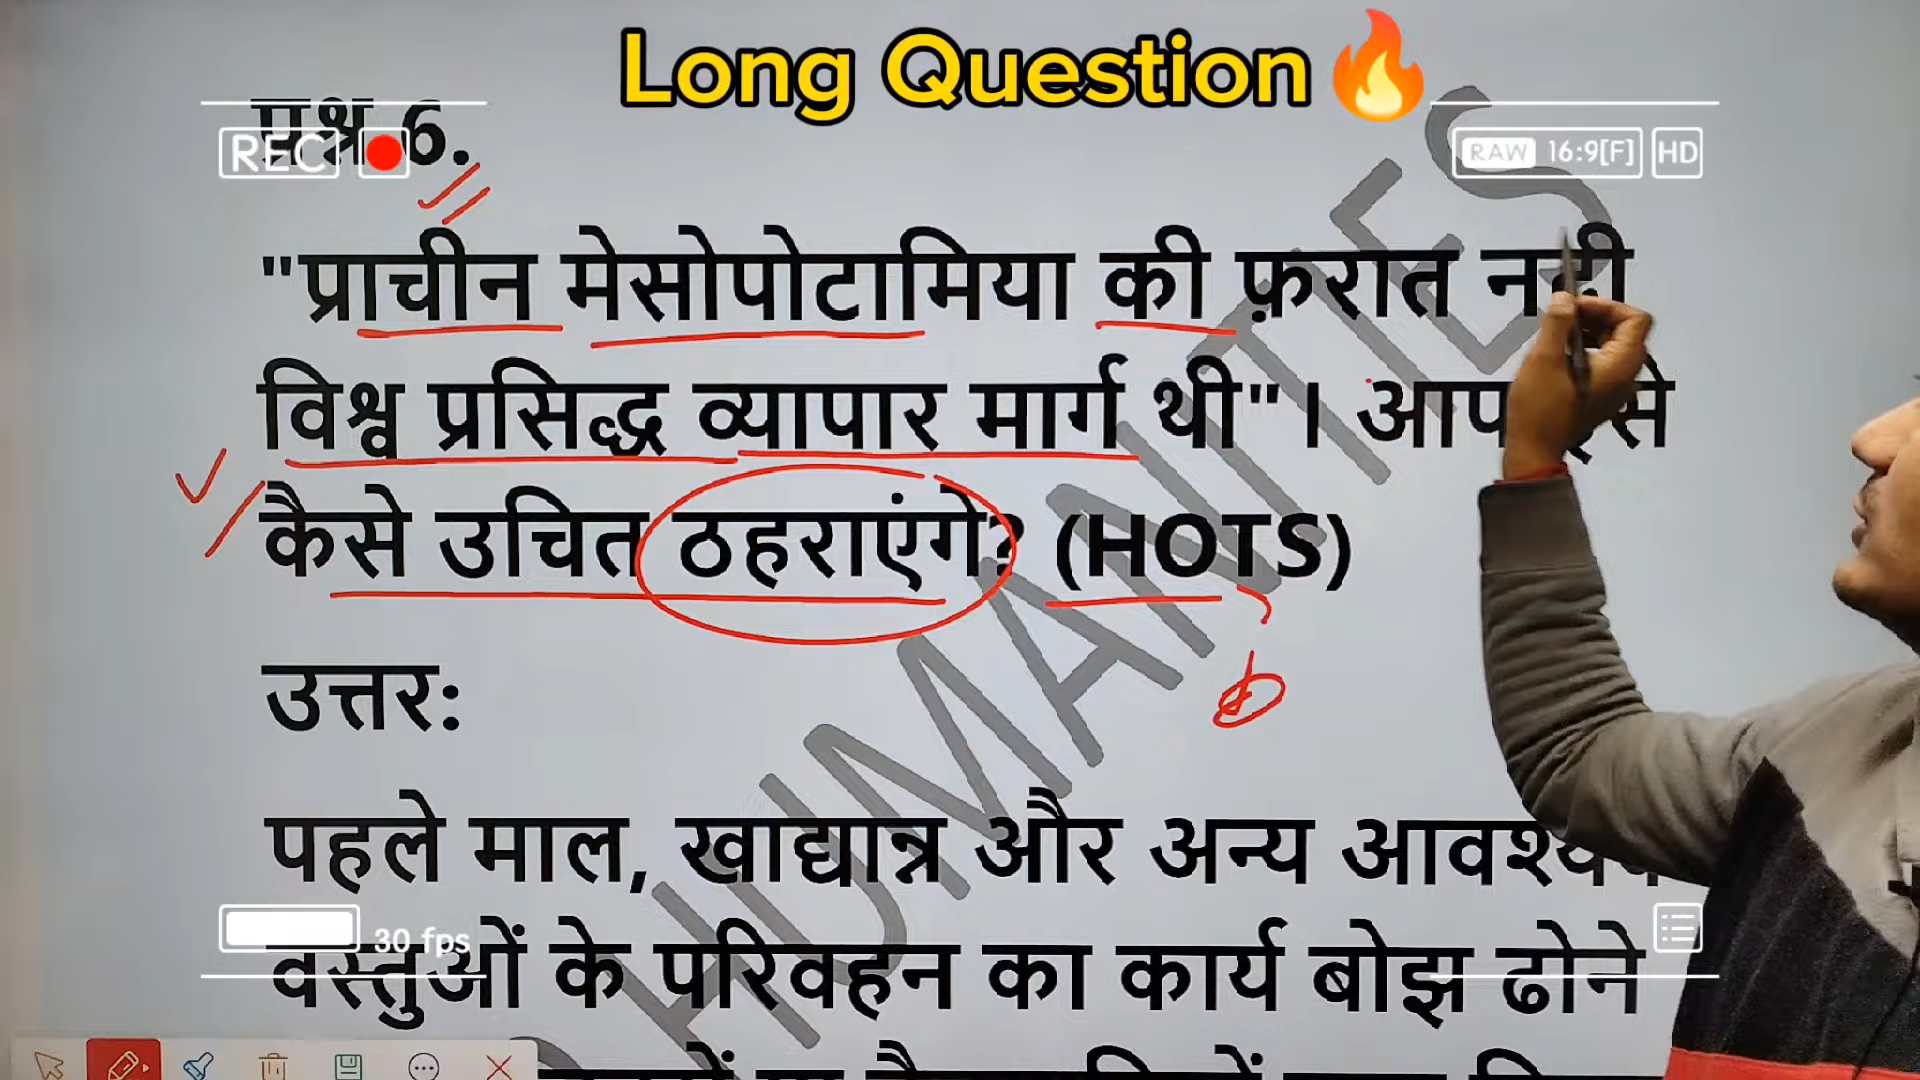 Long Question🔥
प्रश्न 6.
REC
RAW 16:9[F] HD
"प्राचीन मेसोपोटामिया की फ़रात नदी
विश्व प्रसिद्ध व्यापार मार्ग थी"। आप
कैसे उचित ठहराएंगे? (HOTS)
उत्तर:
पहले माल, खाद्यान्न और अन्य
वस्तुओं के परिवहन का कार्य बोझ ढोने
30 fps
HUMANITIES